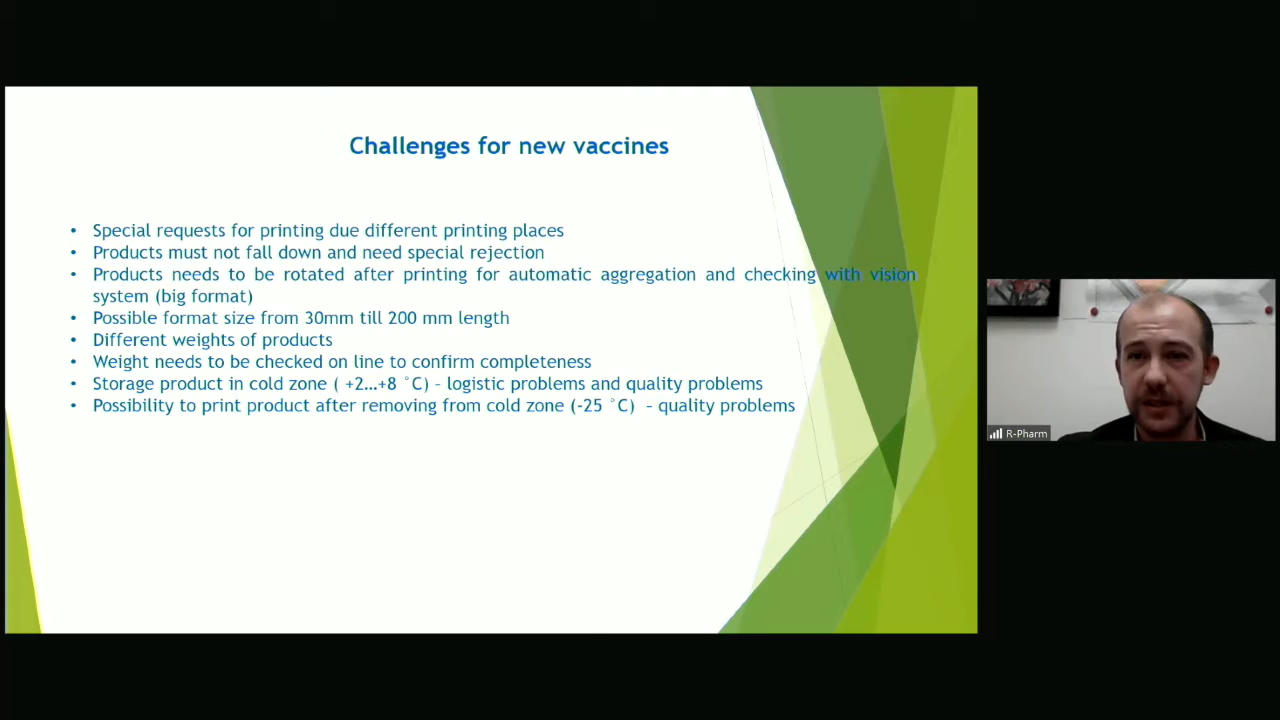 Challenges for new vaccines
• Special requests for printing due different printing places
• Products must not fall down and need special rejection
• Products needs to be rotated after printing for automatic aggregation and checking with vision
system (big format)
• Possible format size from 30mm till 200 mm length
• Different weights of products
• Weight needs to be checked on line to confirm completeness
• Storage product in cold zone ( +2...+8 °C) – logistic problems and quality problems
• Possibility to print product after removing from cold zone (-25 °C)  – quality problems
R-Pharm